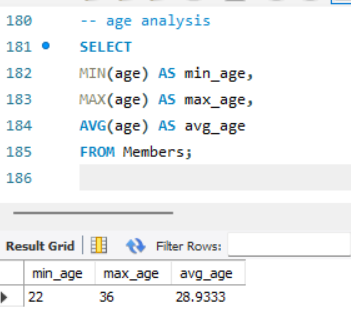 180 -- age analysis
181 SELECT
182 MIN(age) AS min_age,
183 MAX(age) AS max_age,
184 AVG(age) AS avg_age
185 FROM Members;
186
Result Grid Filter Rows:
min_age max_age avg_age
22 36 28.9333